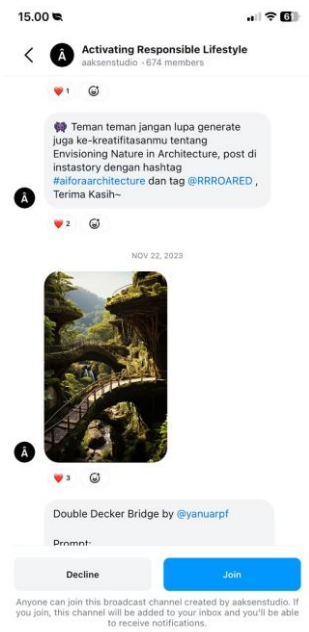 15.00
61
Activating Responsible Lifestyle
aaksenstudio · 674 members
1
Teman teman jangan lupa generate
juga ke-kreatifitasanmu tentang
Envisioning Nature in Architecture, post di
instastory dengan hashtag
#aiforaarchitecture dan tag @RRROARED ,
Terima Kasih~
Â
2
NOV 22, 2023
Â
3
Double Decker Bridge by @yanuarpf
Prompt:
Decline
Join
Anyone can join this broadcast channel created by aaksenstudio. If
you join, this channel will be added to your inbox and you'll be able
to receive notifications.